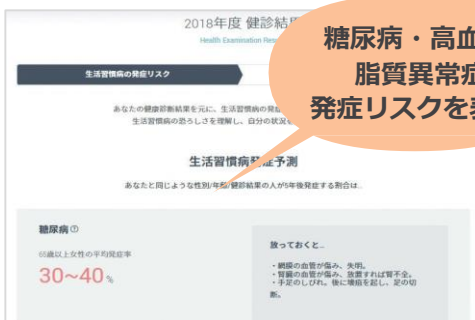 2018年度 健診結
Health Examination Res
糖尿病・高血
脂質異常症
発症リスクを
生活習慣病の発症リスク
あなたの健康診断結果を元に、生活習慣病の発
生活習慣病の恐ろしさを理解し、自分の状況
生活習慣病発症予測
あなたと同じような性別/年齢/健診結果の人が5年後発症する割合は..
糖尿病
65歳以上女性の平均発症率
30~40%
放っておくと…
・網膜の血管が傷み、失明。
・腎臓の血管が傷み、放置すれば腎不全。
・手足のしびれ。後に壊疽を起し、足の切
断。